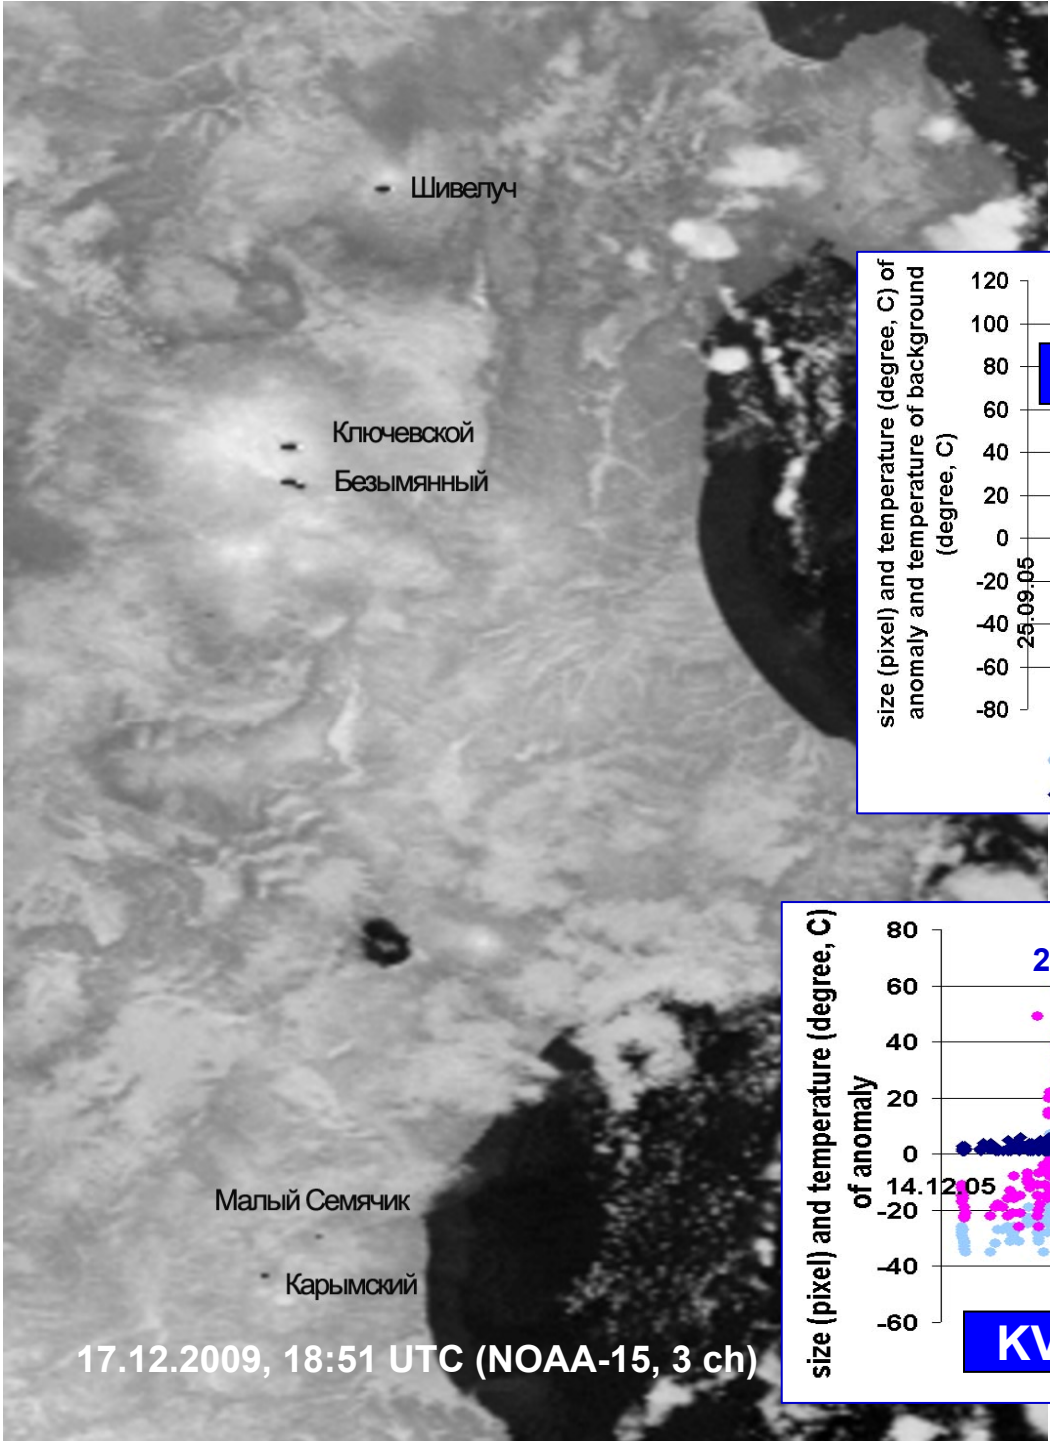 Шивелуч
Ключевской
Безымянный
Малый Семячик
Карымский
17.12.2009, 18:51 UTC (NOAA-15, 3 ch)
size (pixel) and temperature (degree, C) of
anomaly and temperature of background
(degree, C)
120
100
80
60
40
20
0
-20
-40
-60
-80
25.09.05
size (pixel) and temperature (degree, C)
of anomaly
80
60
40
20
0
-20
-40
-60
14.12.05
2
KV